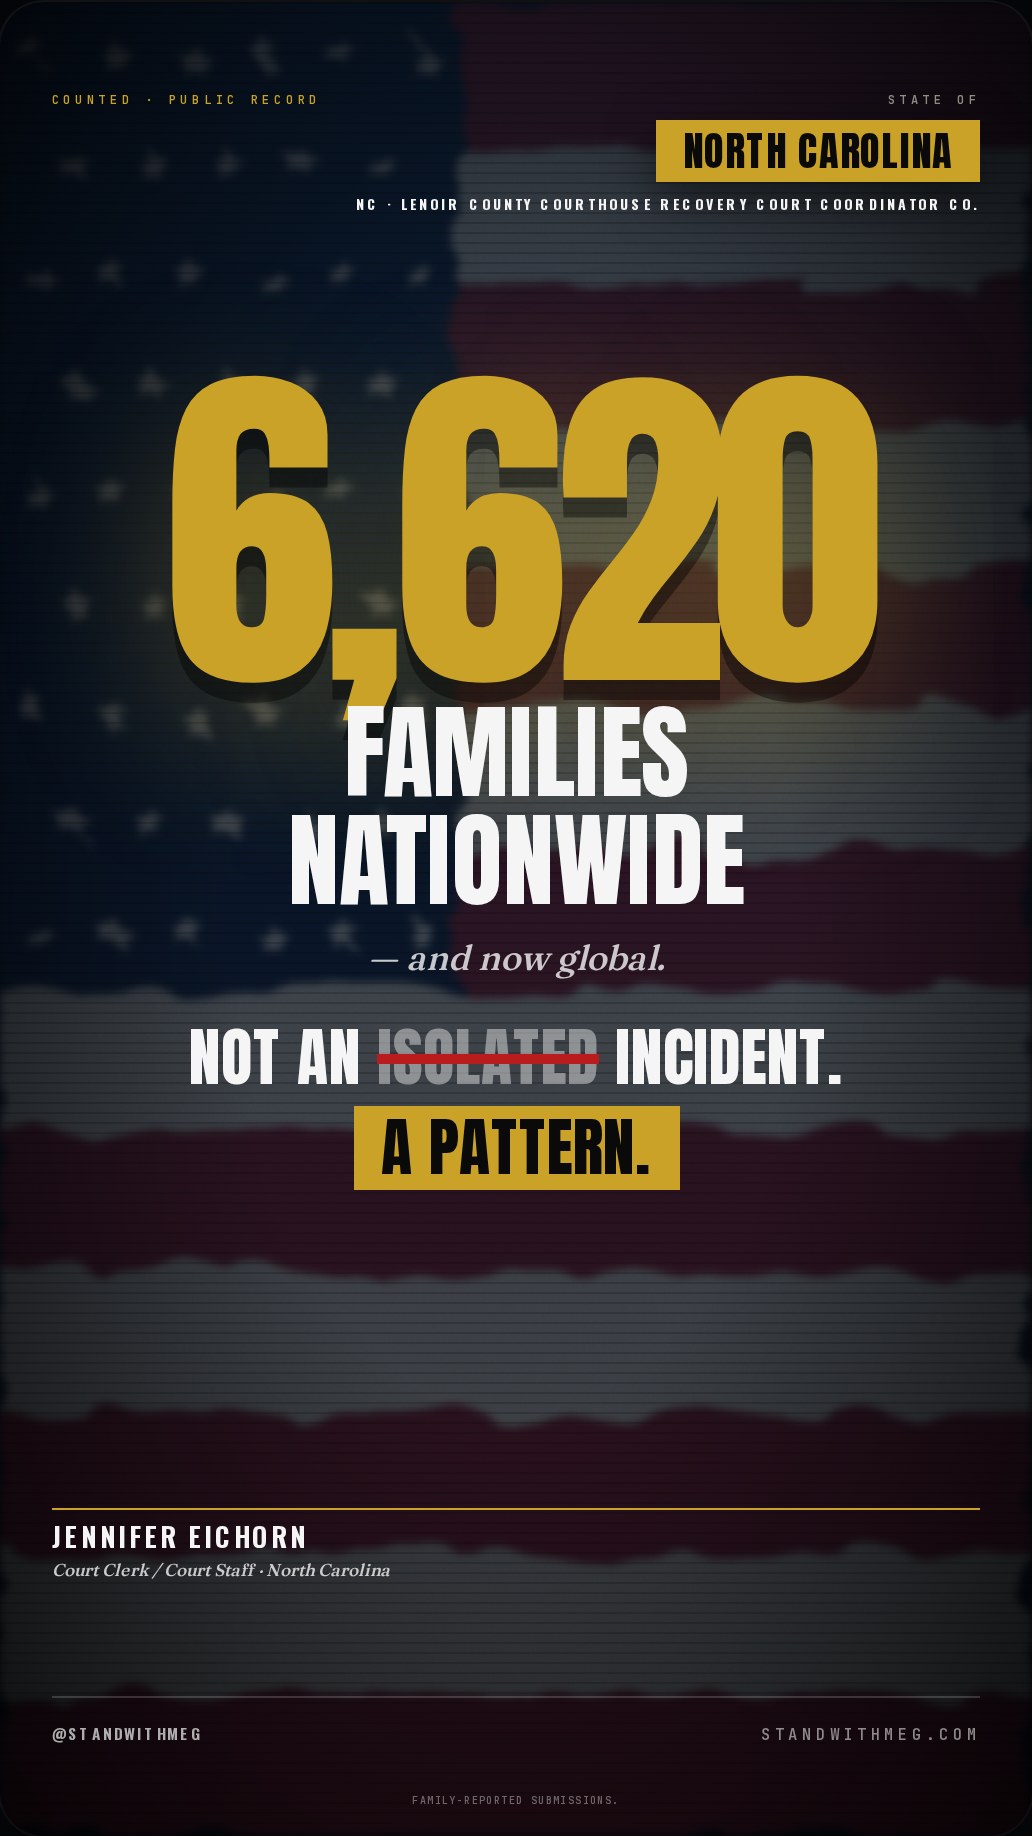 COUNTED · PUBLIC RECORD
STATE OF
NORTH CAROLINA
NC · LENOIR COUNTY COURTHOUSE RECOVERY COURT COORDINATOR CO.
6,620
FAMILIES
NATIONWIDE
— and now global.
NOT AN ISOLATED INCIDENT.
A PATTERN.
JENNIFER EICHORN
Court Clerk / Court Staff · North Carolina
@STANDWITHMEG
STANDWITHMEG.COM
FAMILY-REPORTED SUBMISSIONS.